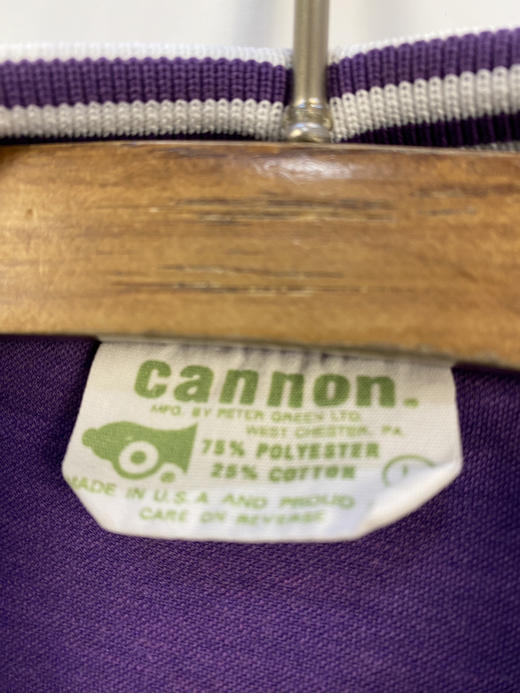 cannon®
MFG. BY PETER GREEN LTD.
WEST CHESTER, PA.
75% POLYESTER
25% COTTON
®
L
MADE IN U.S.A AND PROUD
CARE ON REVERSE